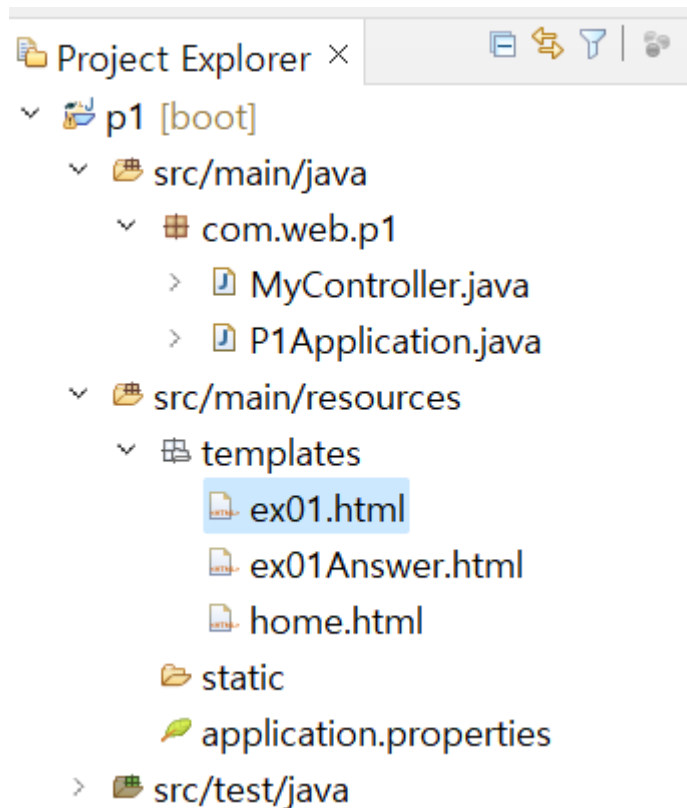 Project Explorer ×
p1 [boot]
src/main/java
com.web.p1
MyController.java
P1Application.java
src/main/resources
templates
ex01.html
ex01Answer.html
home.html
static
application.properties
src/test/java